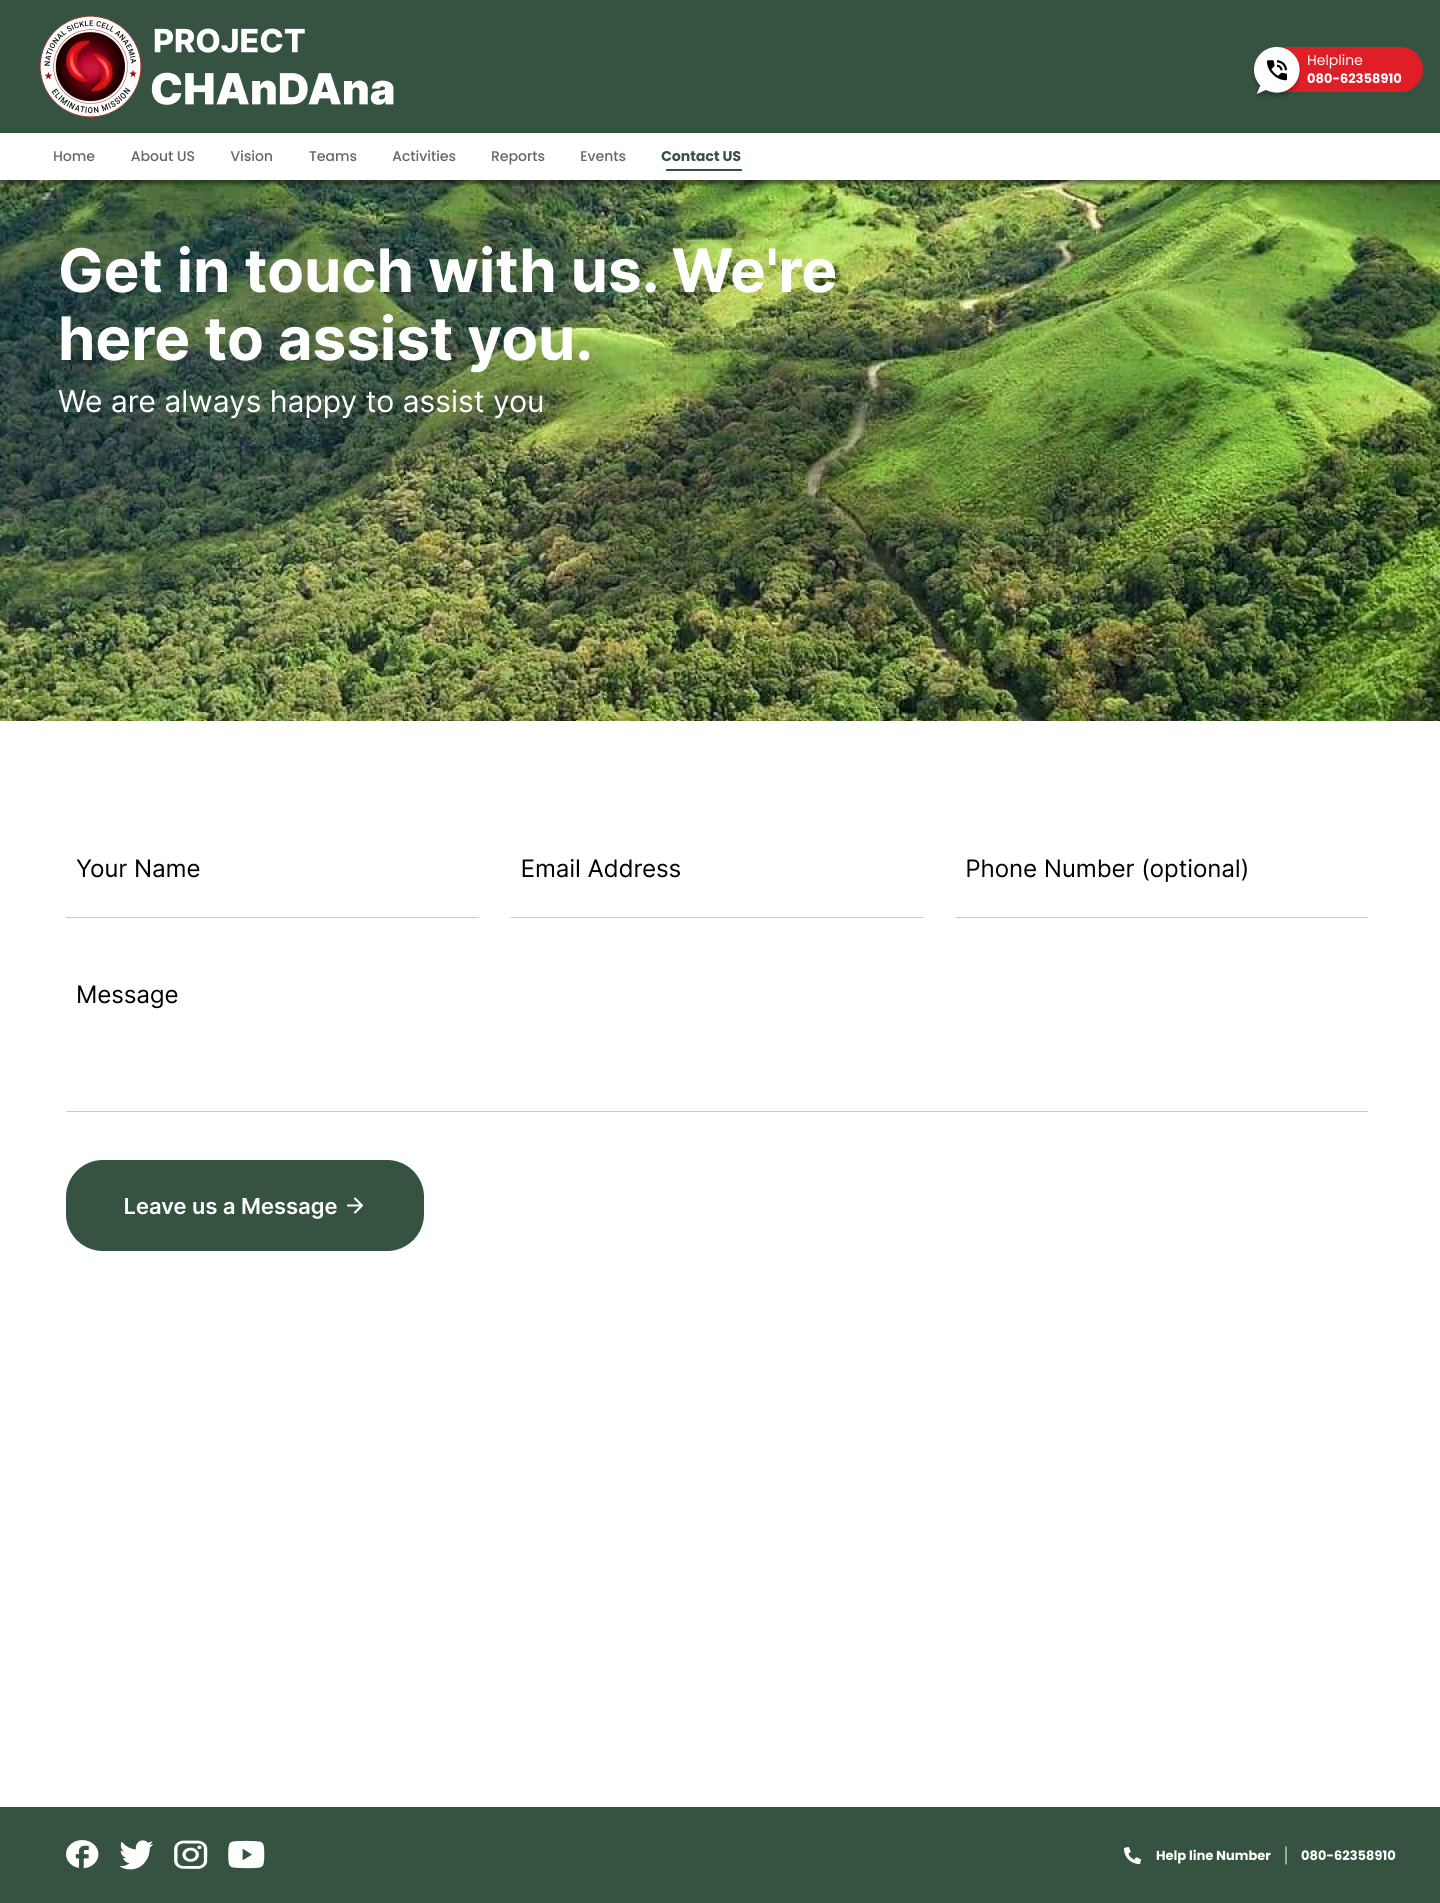 NATIONAL SICKLE CELL ANAEMIA
ELIMINATION MISSION
PROJECT
CHAnDAna
Helpline
080-62358910
Home About US Vision Teams Activities Reports Events Contact US
Get in touch with us. We're
here to assist you.
We are always happy to assist you
Your Name Email Address Phone Number (optional)
Message
Leave us a Message →
Help line Number | 080-62358910